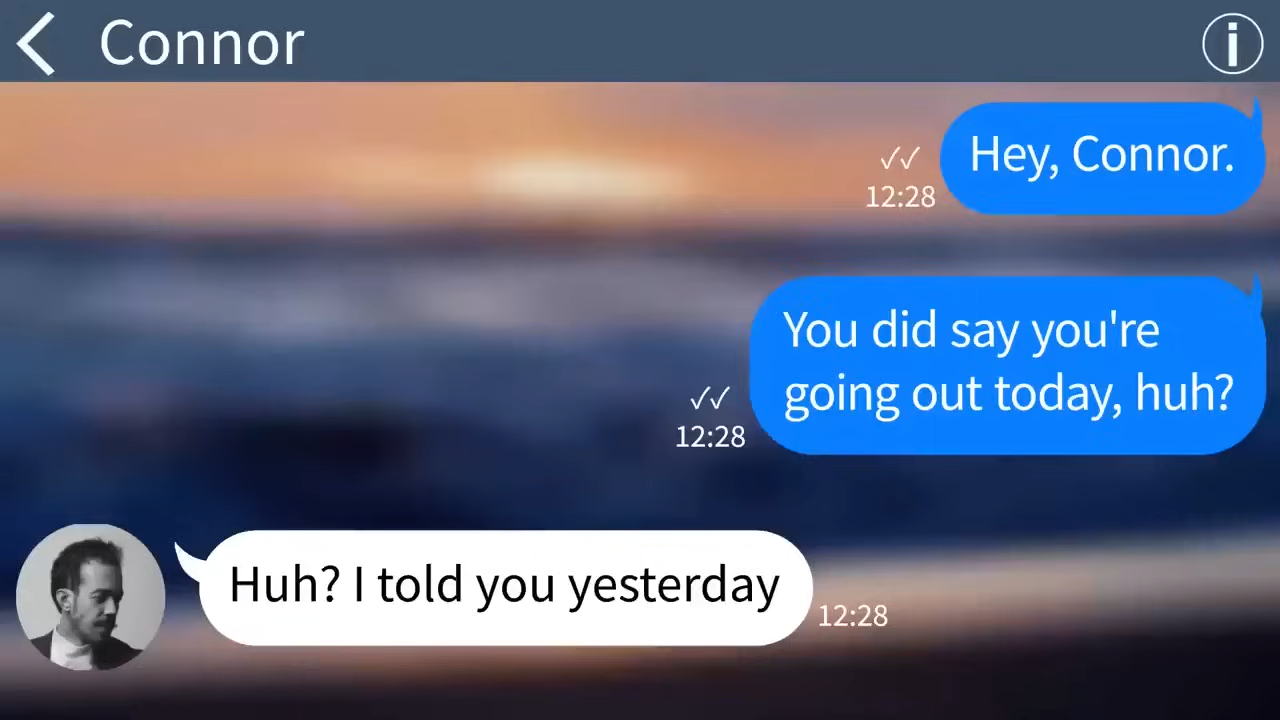 Connor
Hey, Connor.
12:28
You did say you're
going out today, huh?
12:28
Huh? I told you yesterday
12:28